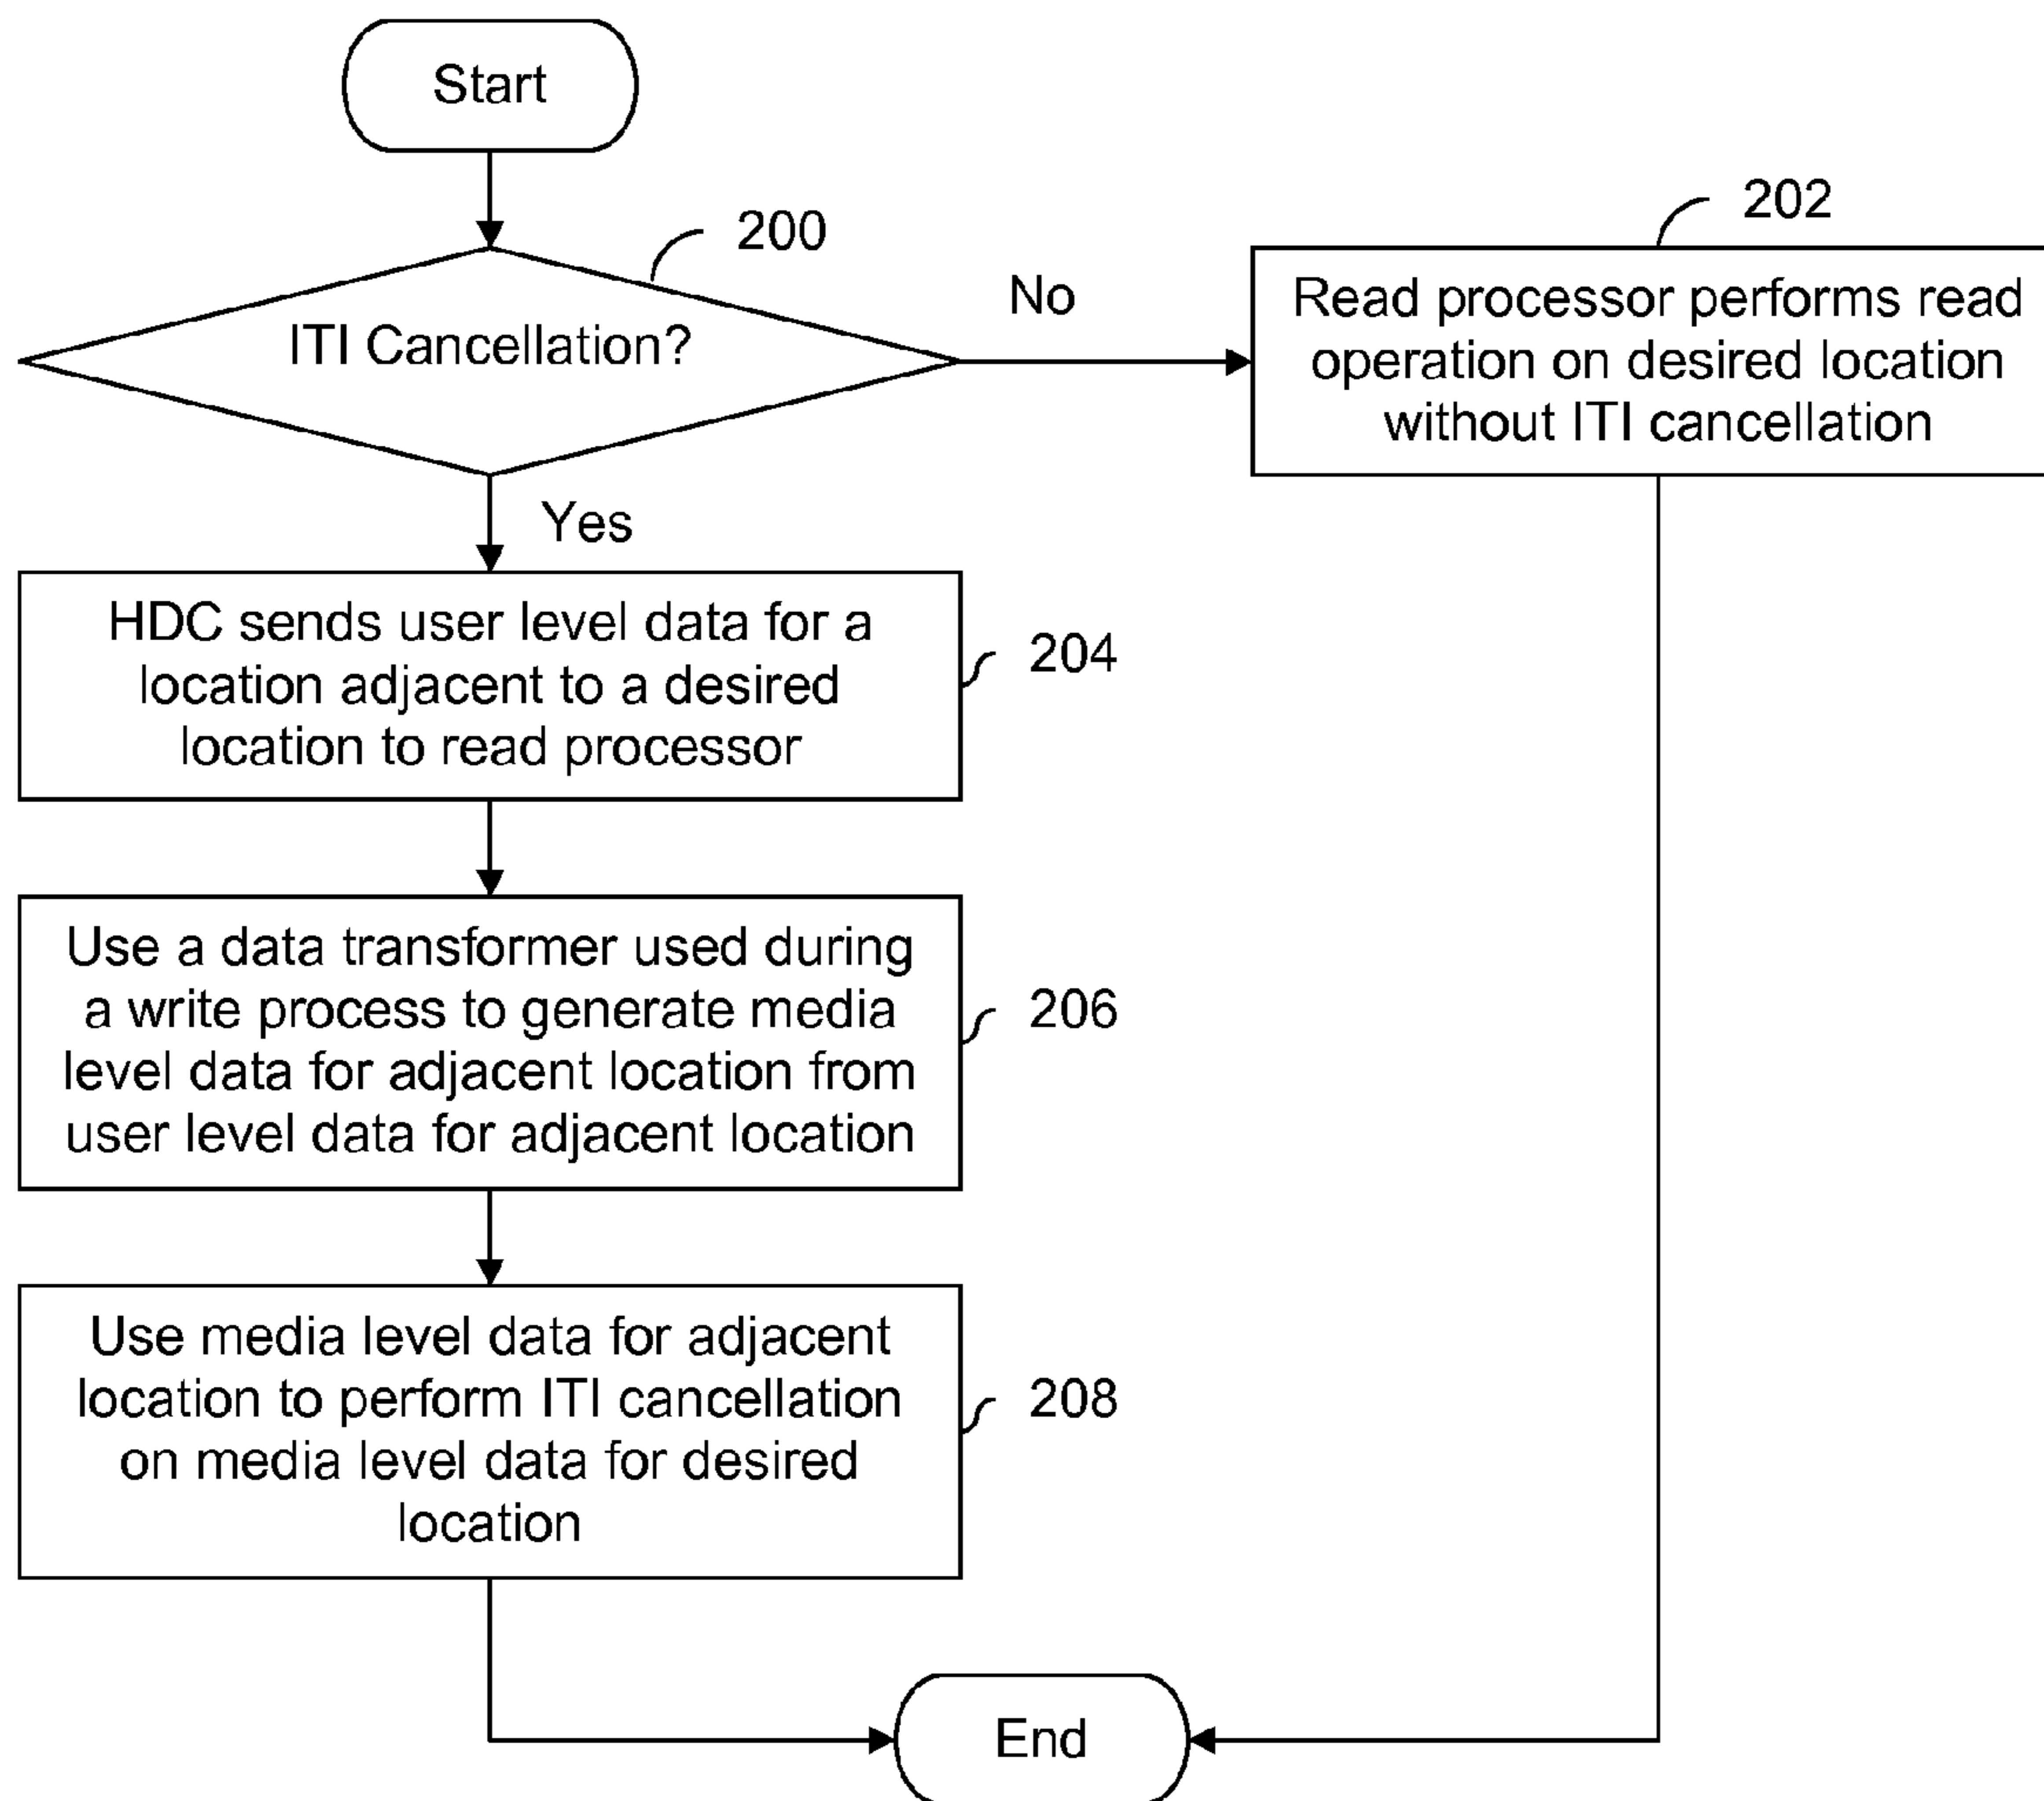 Start
200
ITI Cancellation?
No
202
Read processor performs read
operation on desired location
without ITI cancellation
Yes
HDC sends user level data for a
location adjacent to a desired
location to read processor
204
Use a data transformer used during
a write process to generate media
level data for adjacent location from
user level data for adjacent location
206
Use media level data for adjacent
location to perform ITI cancellation
on media level data for desired
location
208
End